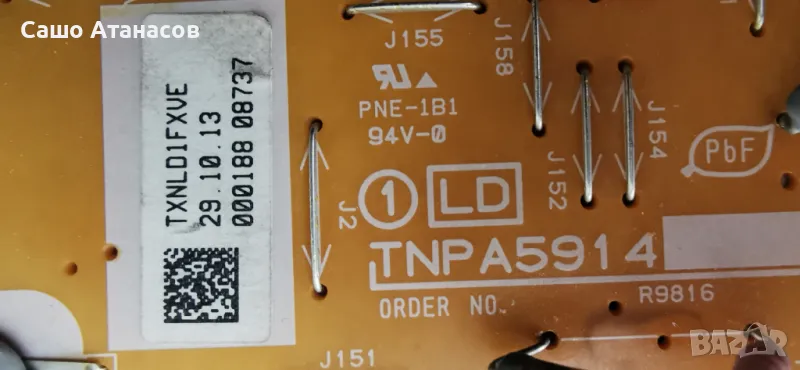 Сашо Атанасов
TXNLD1FXVE
29.10.13
000188 08737
J155
J158
PNE-1B1
94V-0
J154
J152
PbF
J2
1 LD
TNPA5914
ORDER NO.
R9816
J151
BAZAR